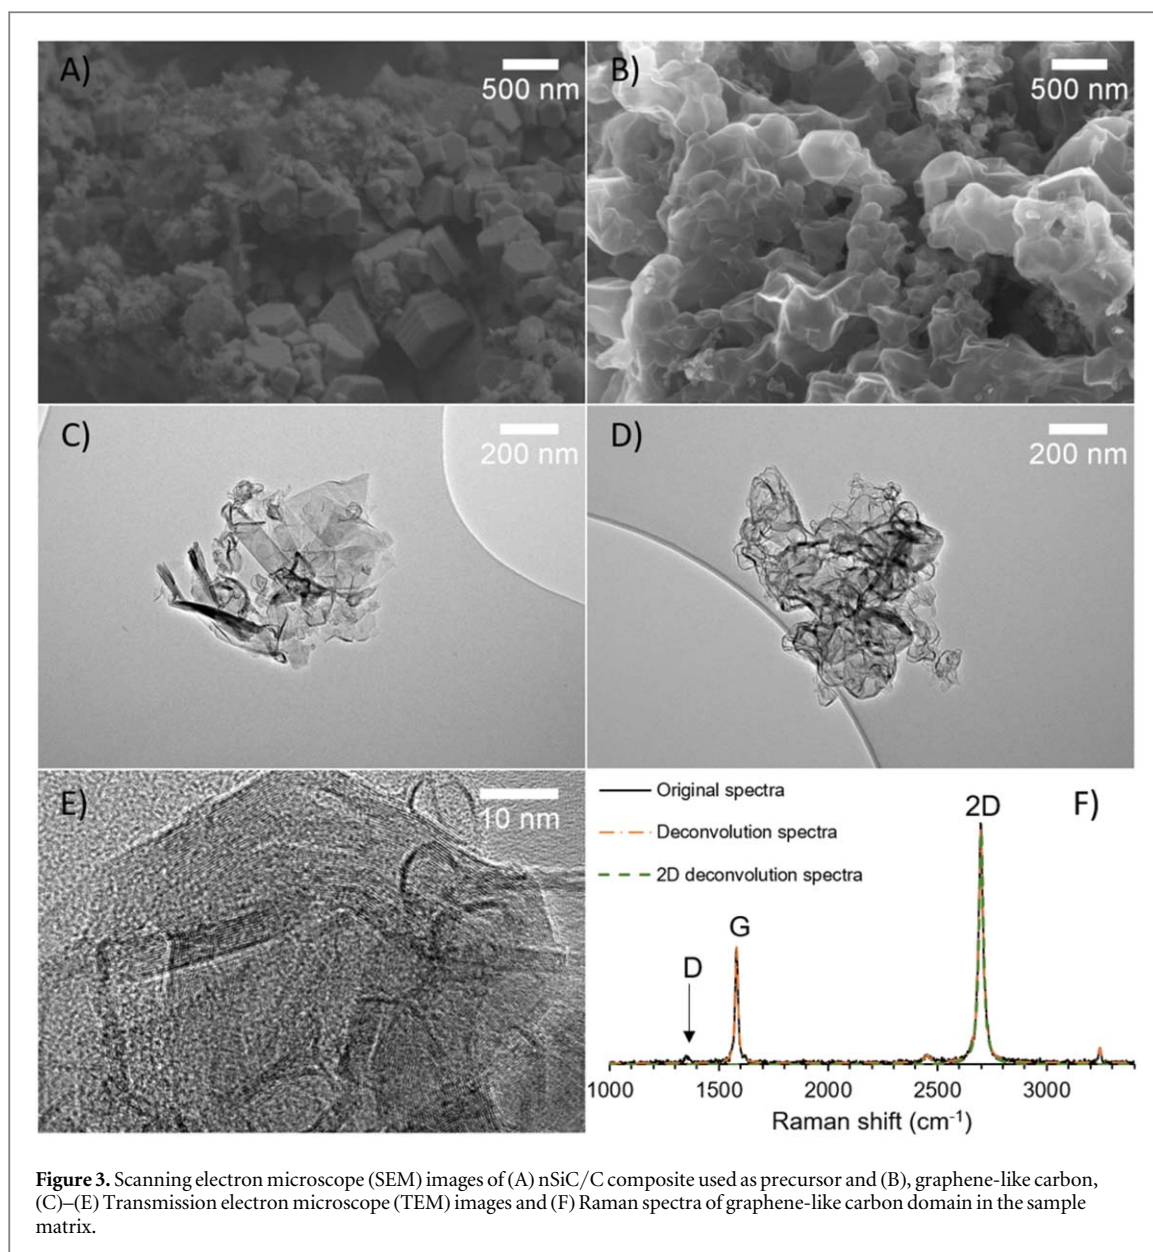 A)
500 nm
B)
500 nm
C)
200 nm
D)
200 nm
E)
10 nm
Original spectra
Deconvolution spectra
2D deconvolution spectra
2D
F)
G
D
1000 1500 2000 2500 3000
Raman shift (cm⁻¹)
Figure 3. Scanning electron microscope (SEM) images of (A) nSiC/C composite used as precursor and (B), graphene-like carbon,
(C)–(E) Transmission electron microscope (TEM) images and (F) Raman spectra of graphene-like carbon domain in the sample
matrix.